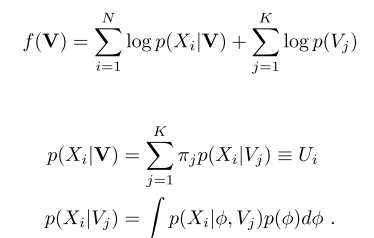 f(𝐕) = ∑_{i=1}^{N} log p(X_i|𝐕) + ∑_{j=1}^{K} log p(V_j)
p(X_i|𝐕) = ∑_{j=1}^{K} π_j p(X_i|V_j) ≡ U_i
p(X_i|V_j) = ∫ p(X_i|ϕ, V_j)p(ϕ)dϕ .